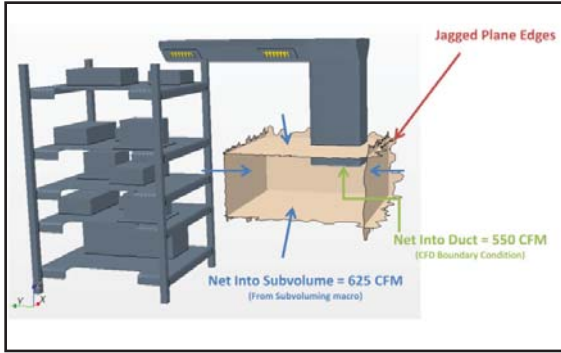 Jagged Plane Edges
Net Into Duct = 550 CFM
(CFD Boundary Condition)
Net Into Subvolume = 625 CFM
(From Subvoluming macro)
Y
X